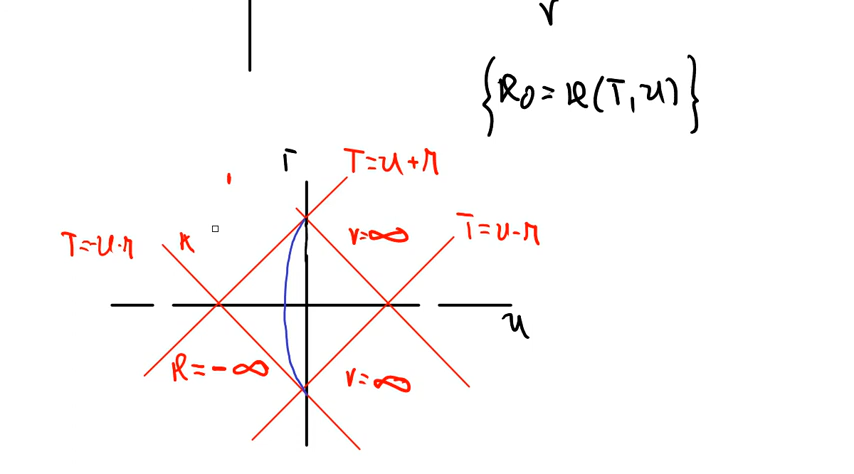 r
{R₀ = R(T, u)}
T
T = u + π
T = -u - π
R
r = ∞
T = u - π
u
R = - ∞
r = ∞